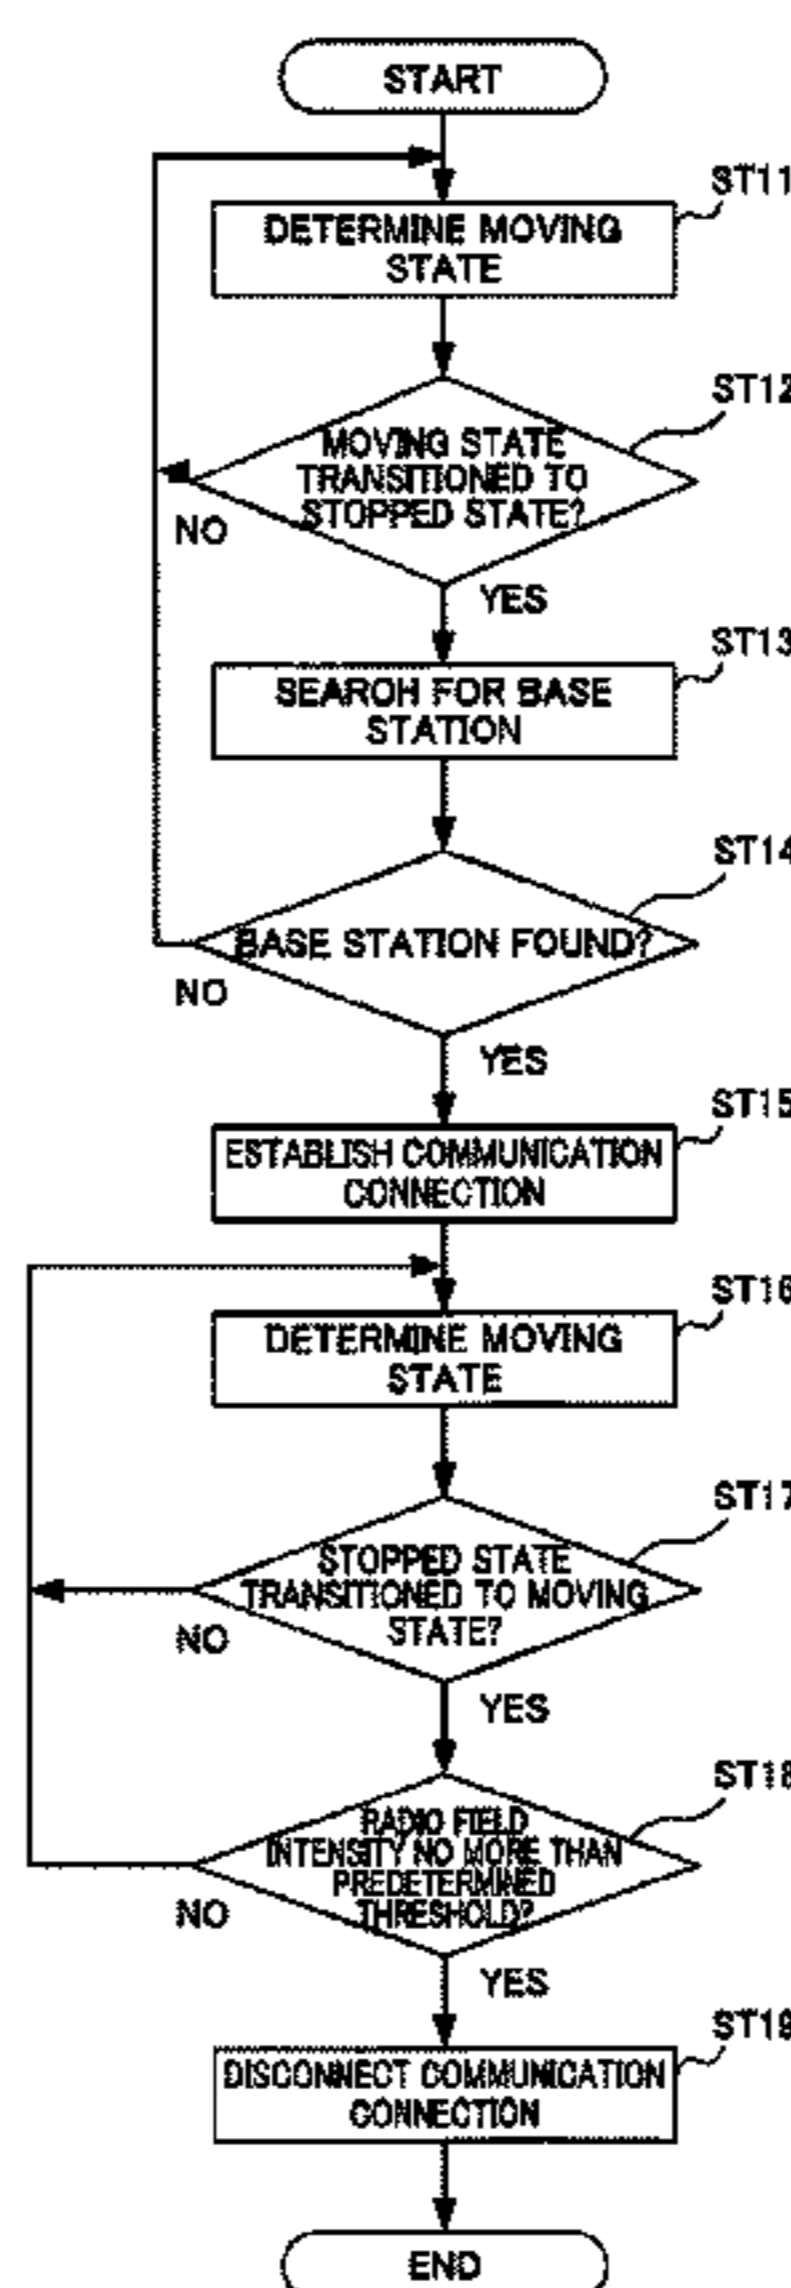 START
ST11
DETERMINE MOVING
STATE
ST12
MOVING STATE
TRANSITIONED TO
STOPPED STATE?
NO
YES
ST13
SEARCH FOR BASE
STATION
ST14
BASE STATION FOUND?
NO
YES
ST15
ESTABLISH COMMUNICATION
CONNECTION
ST16
DETERMINE MOVING
STATE
ST17
STOPPED STATE
TRANSITIONED TO MOVING
STATE?
NO
YES
ST18
RADIO FIELD
INTENSITY NO MORE THAN
PREDETERMINED
THRESHOLD?
NO
YES
ST19
DISCONNECT COMMUNICATION
CONNECTION
END